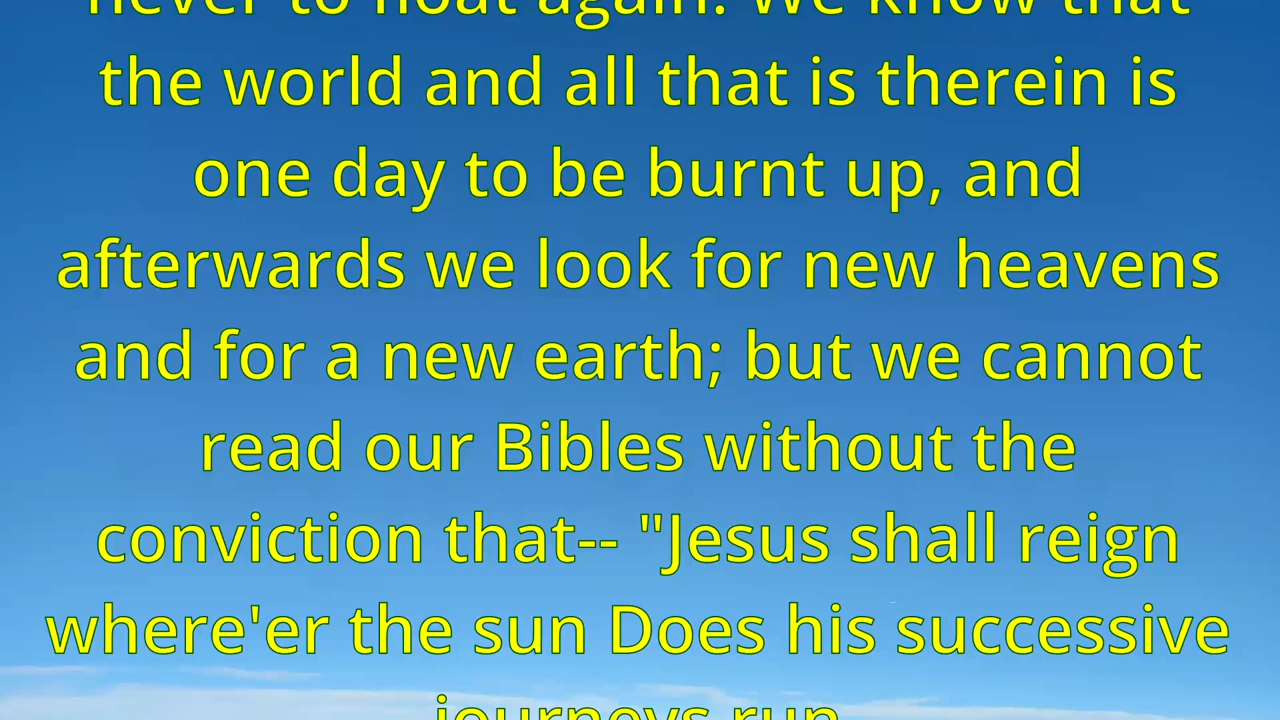 never to float again. We know that
the world and all that is therein is
one day to be burnt up, and
afterwards we look for new heavens
and for a new earth; but we cannot
read our Bibles without the
conviction that-- "Jesus shall reign
where'er the sun Does his successive
journeys run